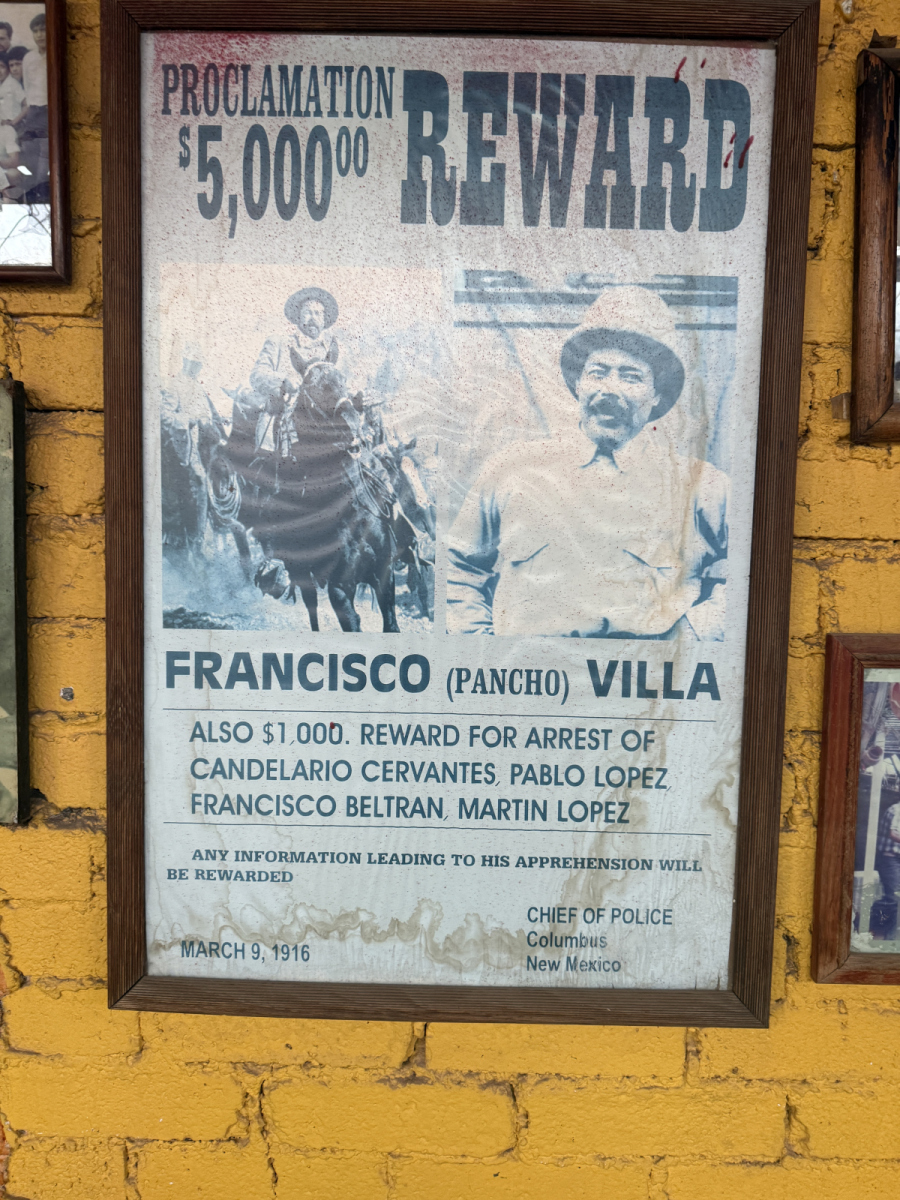 PROCLAMATION
$5,000⁰⁰
REWARD
FRANCISCO (PANCHO) VILLA
ALSO $1,000. REWARD FOR ARREST OF
CANDELARIO CERVANTES, PABLO LOPEZ,
FRANCISCO BELTRAN, MARTIN LOPEZ
ANY INFORMATION LEADING TO HIS APPREHENSION WILL
BE REWARDED
MARCH 9, 1916
CHIEF OF POLICE
Columbus
New Mexico